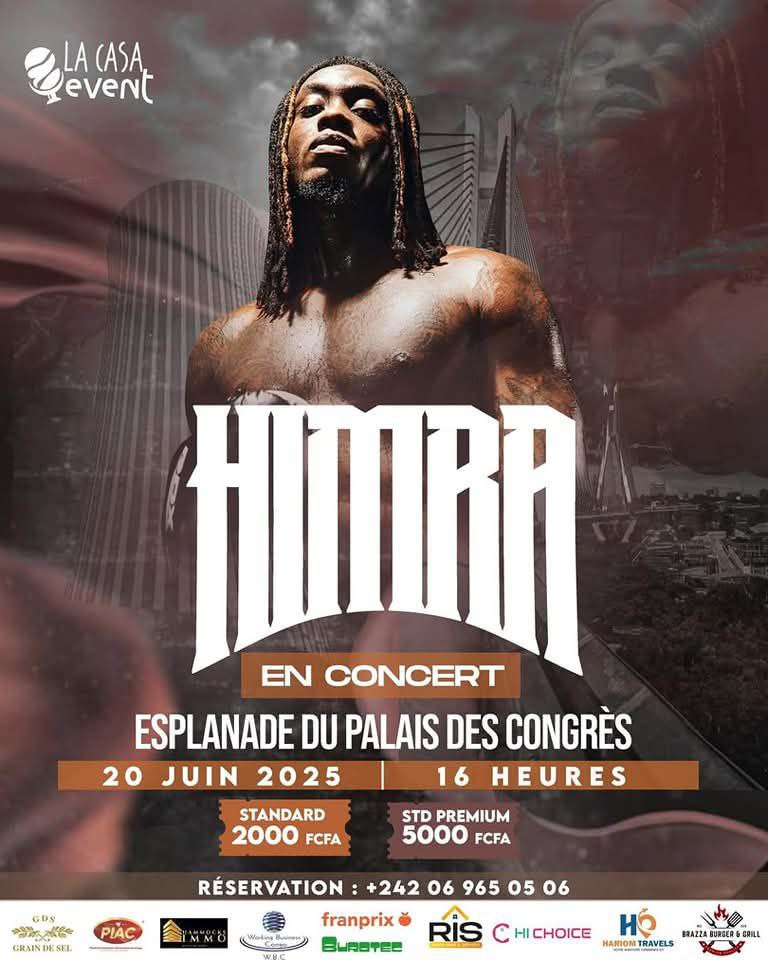 LA CASA
event
HIMRA
EN CONCERT
ESPLANADE DU PALAIS DES CONGRÈS
20 JUIN 2025 | 16 HEURES
STANDARD
2000 FCFA
STD PREMIUM
5000 FCFA
RÉSERVATION : +242 06 965 05 06
G D S
GRAIN DE SEL
PIAC
HAMMOCKS
IMMO
Working Business
W.B.C
franprix
BUROTEC
RIS
HI CHOICE
HARIOM TRAVELS
BRAZZA BURGER & GRILL